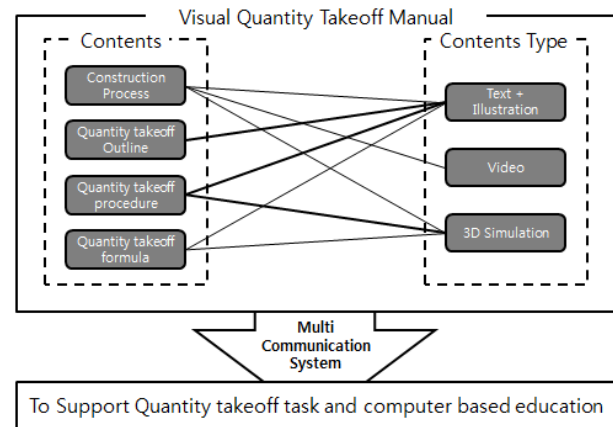 Visual Quantity Takeoff Manual
Contents
Construction
Process
Quantity takeoff
Outline
Quantity takeoff
procedure
Quantity takeoff
formula
Contents Type
Text +
Illustration
Video
3D Simulation
Multi
Communication
System
To Support Quantity takeoff task and computer based education